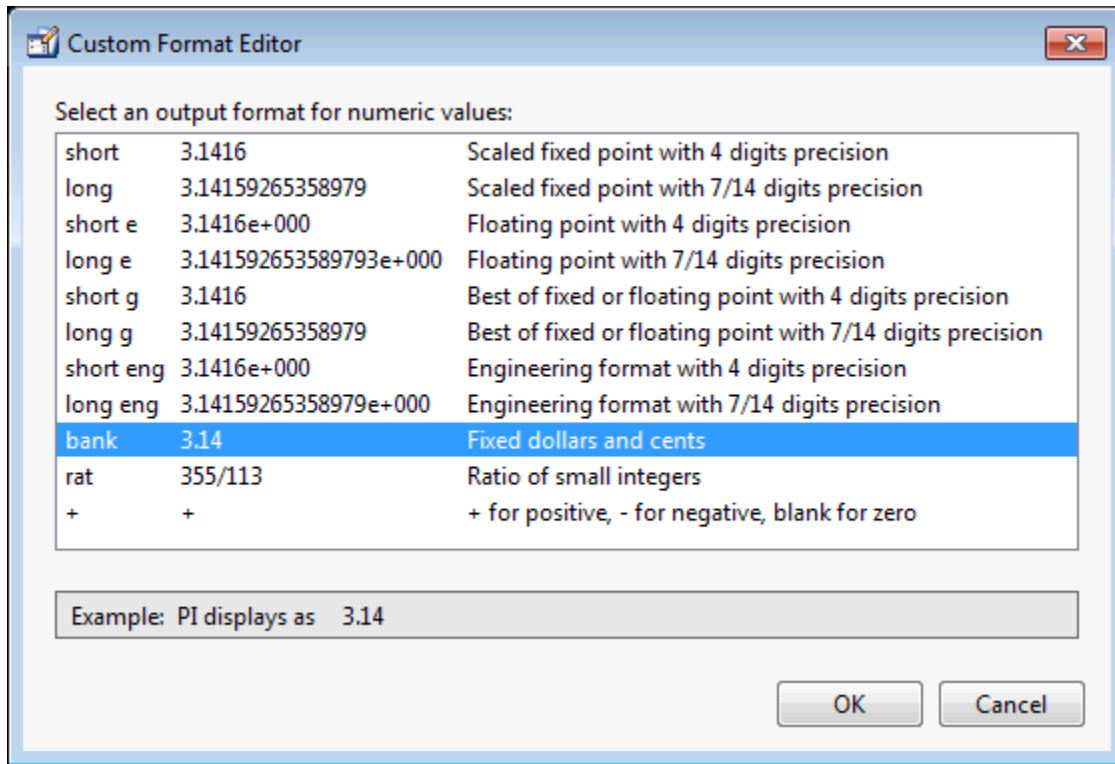 Custom Format Editor
Select an output format for numeric values:
short 3.1416 Scaled fixed point with 4 digits precision
long 3.14159265358979 Scaled fixed point with 7/14 digits precision
short e 3.1416e+000 Floating point with 4 digits precision
long e 3.141592653589793e+000 Floating point with 7/14 digits precision
short g 3.1416 Best of fixed or floating point with 4 digits precision
long g 3.14159265358979 Best of fixed or floating point with 7/14 digits precision
short eng 3.1416e+000 Engineering format with 4 digits precision
long eng 3.14159265358979e+000 Engineering format with 7/14 digits precision
bank 3.14 Fixed dollars and cents
rat 355/113 Ratio of small integers
+ + + for positive, - for negative, blank for zero
Example: PI displays as 3.14
OK Cancel